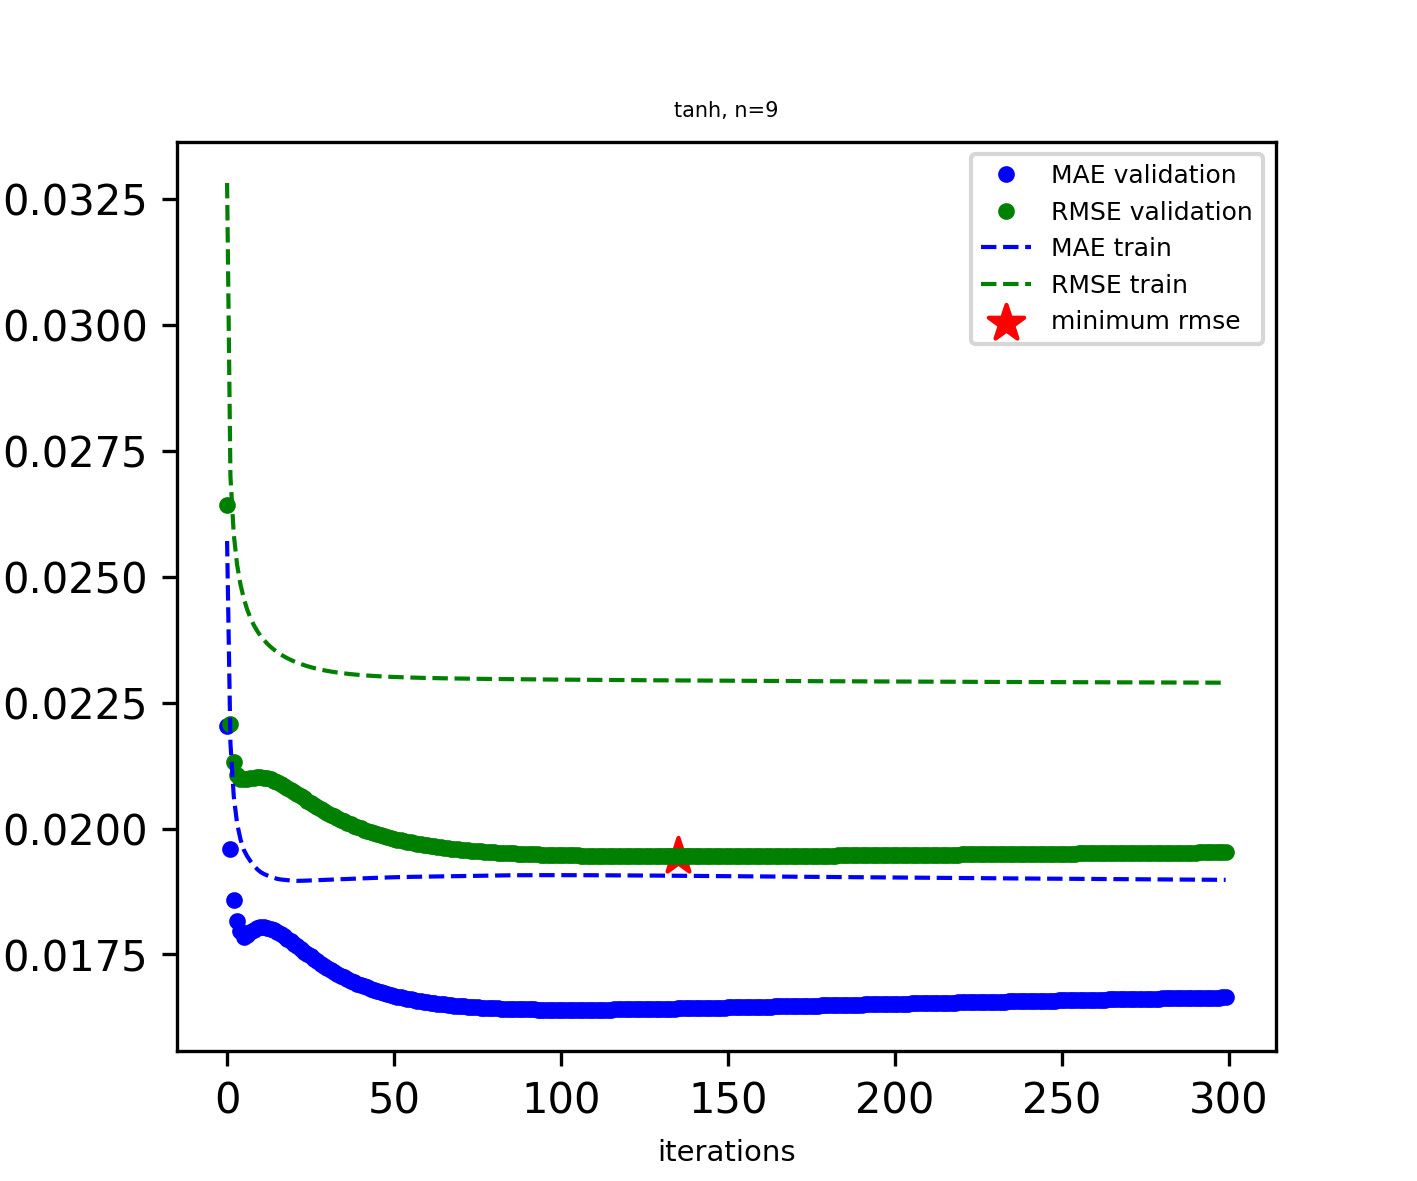 tanh, n=9
MAE validation
RMSE validation
MAE train
RMSE train
minimum rmse
0.0325
0.0300
0.0275
0.0250
0.0225
0.0200
0.0175
0 50 100 150 200 250 300
iterations